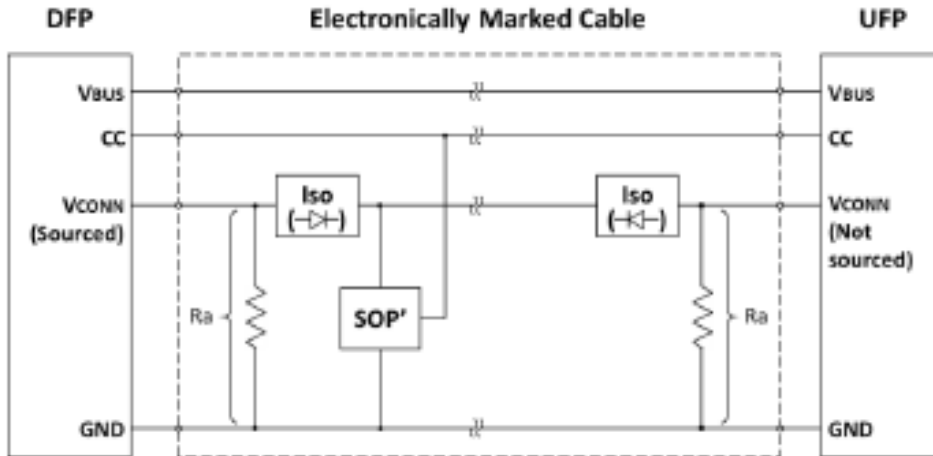 DFP
Electronically Marked Cable
UFP
VBUS
VBUS
CC
CC
Iso
Iso
VCONN
(Sourced)
VCONN
(Not
sourced)
Ra
SOP'
Ra
GND
GND